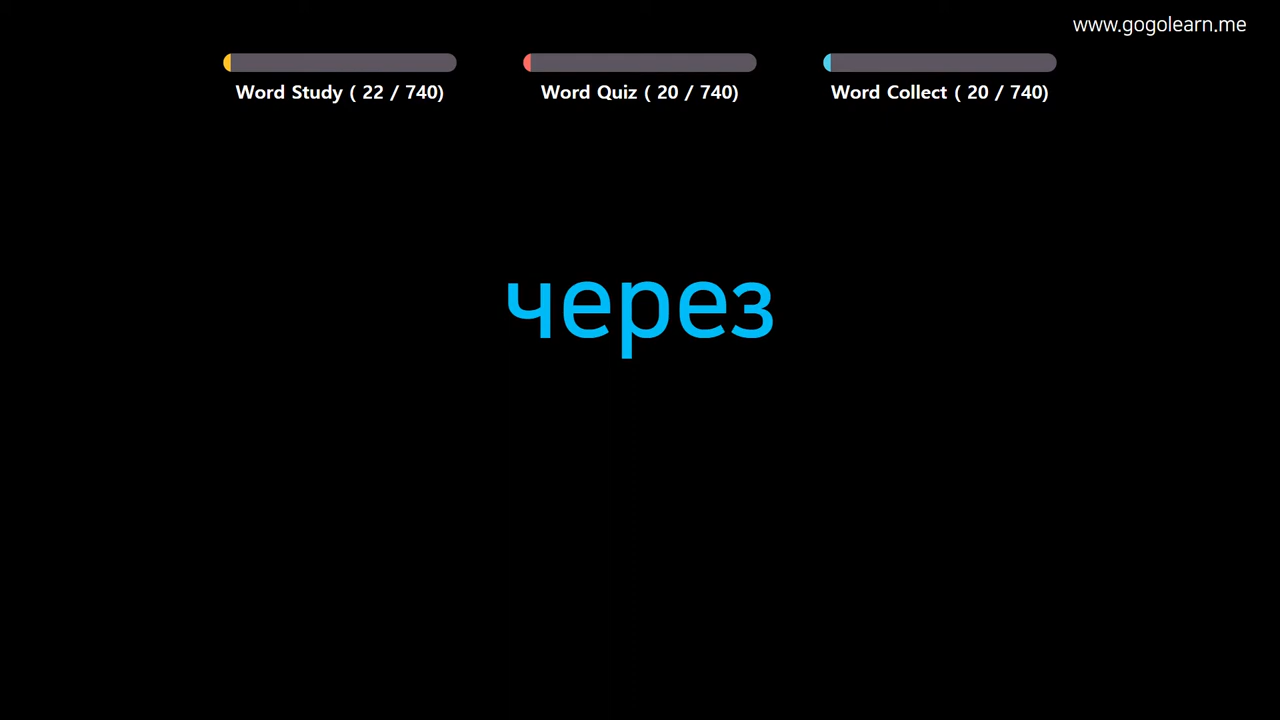 www.gogolearn.me
Word Study ( 22 / 740)
Word Quiz ( 20 / 740)
Word Collect ( 20 / 740)
через